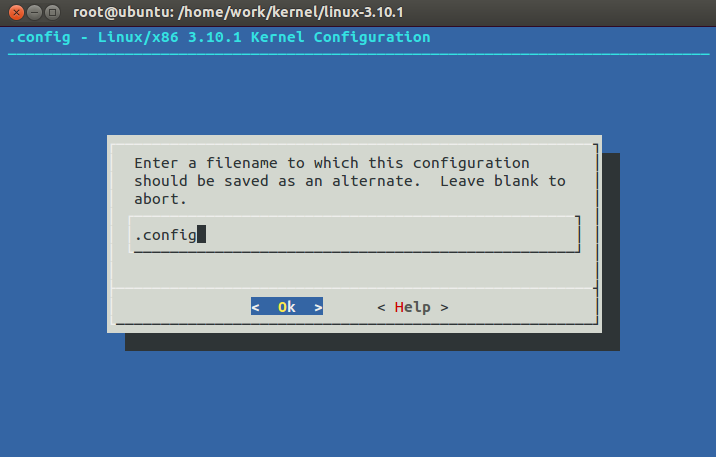 root@ubuntu: /home/work/kernel/linux-3.10.1
.config - Linux/x86 3.10.1 Kernel Configuration
Enter a filename to which this configuration
should be saved as an alternate.  Leave blank to
abort.
.config
<  Ok  >      < Help >